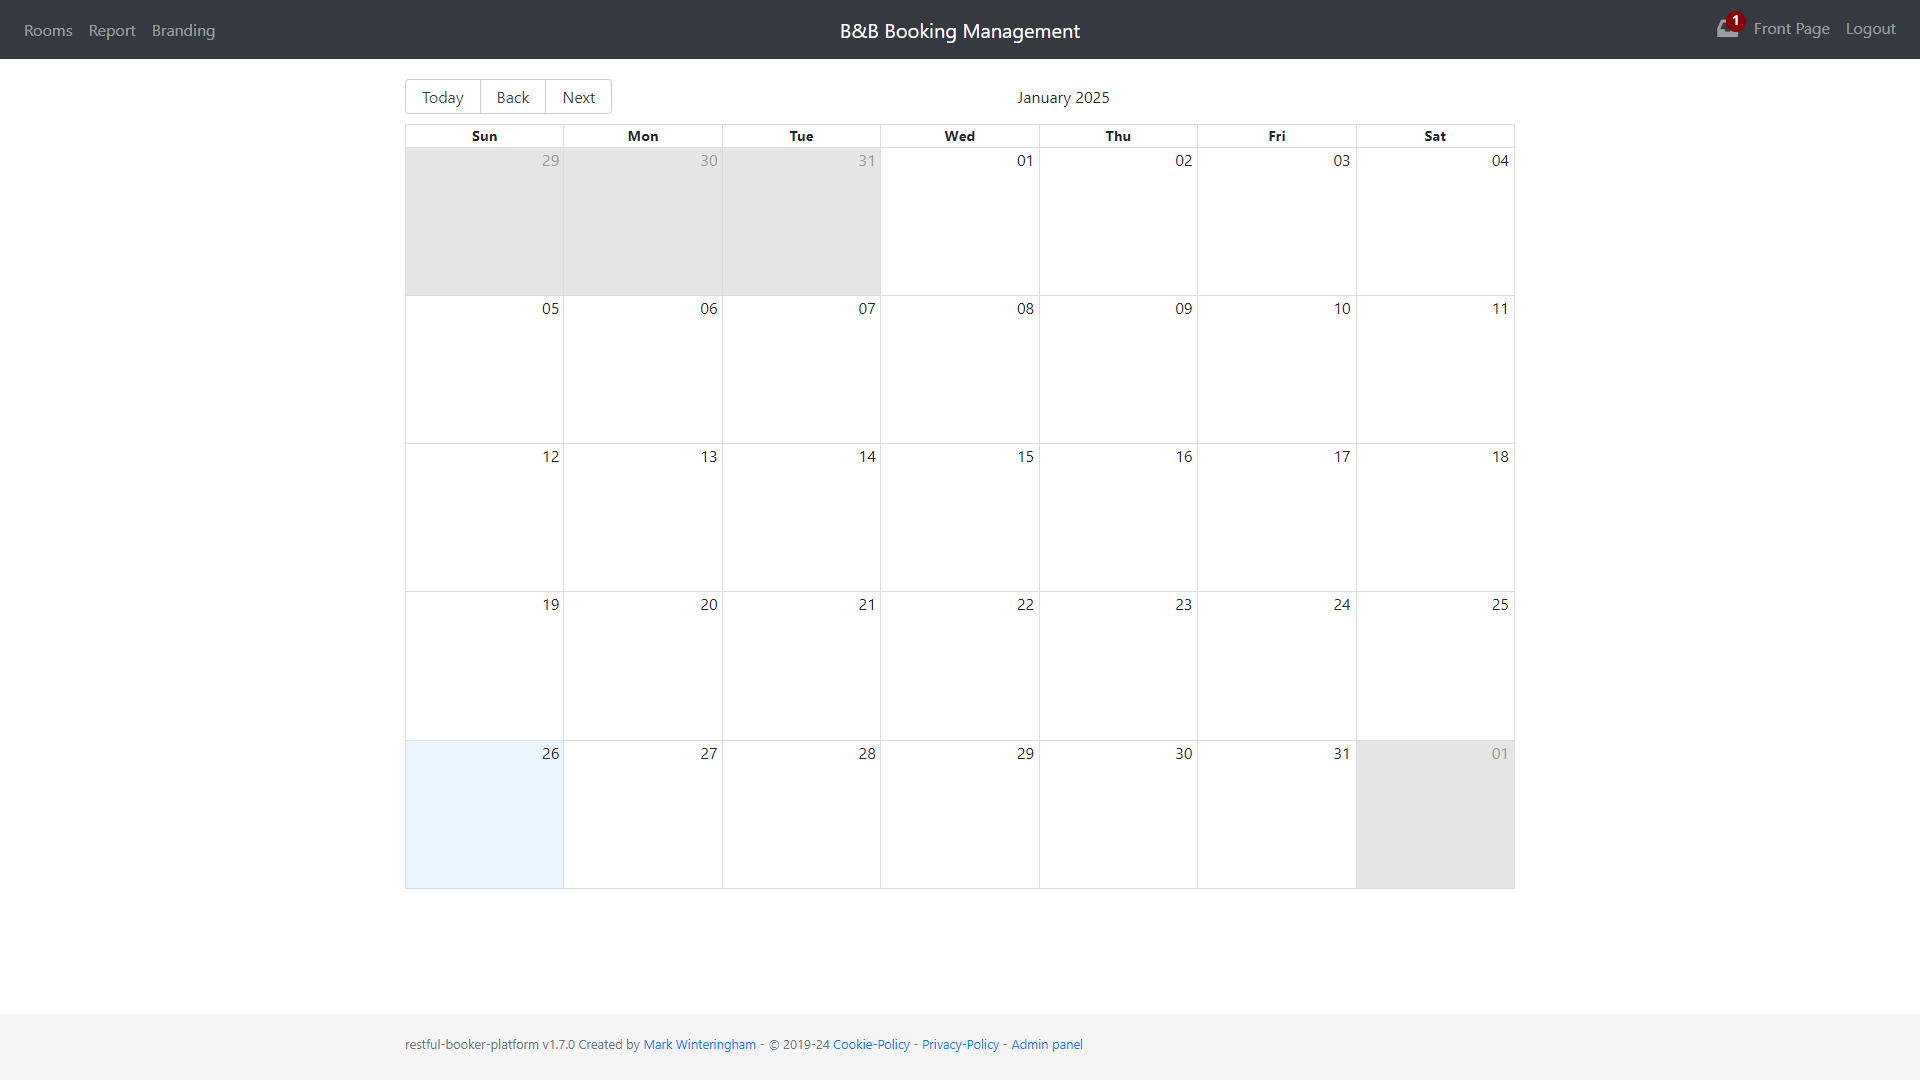 Rooms Report Branding B&B Booking Management 1 Front Page Logout
Today Back Next January 2025
Sun Mon Tue Wed Thu Fri Sat
29 30 31 01 02 03 04
05 06 07 08 09 10 11
12 13 14 15 16 17 18
19 20 21 22 23 24 25
26 27 28 29 30 31 01
restful-booker-platform v1.7.0 Created by Mark Winteringham - © 2019-24 Cookie-Policy - Privacy-Policy - Admin panel